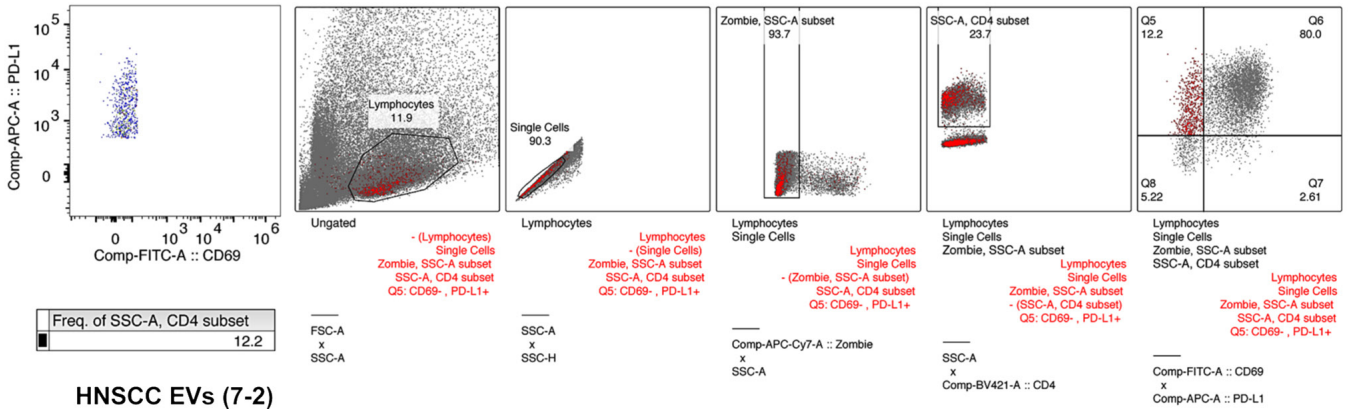 10^5
10^4
10^3
0
Comp-APC-A :: PD-L1
0 10^3 10^4 10^5 10^6
Comp-FITC-A :: CD69
Freq. of SSC-A, CD4 subset
12.2
HNSCC EVs (7-2)
Lymphocytes
11.9
Ungated
- (Lymphocytes)
Single Cells
Zombie, SSC-A subset
SSC-A, CD4 subset
Q5: CD69- , PD-L1+
FSC-A
x
SSC-A
Single Cells
90.3
Lymphocytes
Lymphocytes
- (Single Cells)
Zombie, SSC-A subset
SSC-A, CD4 subset
Q5: CD69- , PD-L1+
SSC-A
x
SSC-H
Zombie, SSC-A subset
93.7
Lymphocytes
Single Cells
Lymphocytes
Single Cells
- (Zombie, SSC-A subset)
SSC-A, CD4 subset
Q5: CD69- , PD-L1+
Comp-APC-Cy7-A :: Zombie
x
SSC-A
SSC-A, CD4 subset
23.7
Lymphocytes
Single Cells
Zombie, SSC-A subset
Lymphocytes
Single Cells
Zombie, SSC-A subset
- (SSC-A, CD4 subset)
Q5: CD69- , PD-L1+
SSC-A
x
Comp-BV421-A :: CD4
Q5
12.2
Q6
80.0
Q8
5.22
Q7
2.61
Lymphocytes
Single Cells
Zombie, SSC-A subset
SSC-A, CD4 subset
Lymphocytes
Single Cells
Zombie, SSC-A subset
SSC-A, CD4 subset
Q5: CD69- , PD-L1+
Comp-FITC-A :: CD69
x
Comp-APC-A :: PD-L1